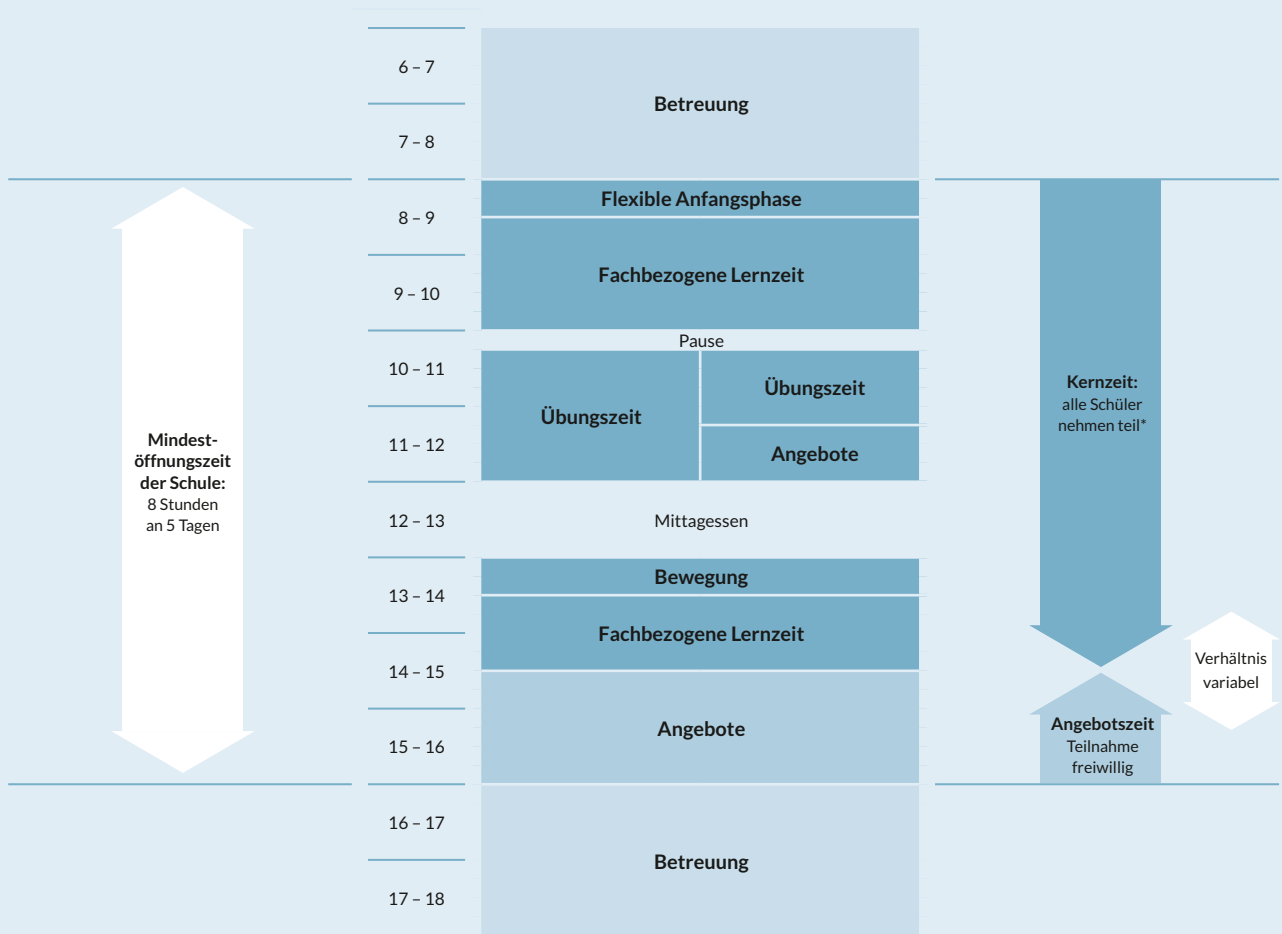 6 – 7
Betreuung
7 – 8
Flexible Anfangsphase
8 – 9
Fachbezogene Lernzeit
9 – 10
Pause
10 – 11
Übungszeit
Übungszeit
11 – 12
Angebote
12 – 13
Mittagessen
Bewegung
13 – 14
Fachbezogene Lernzeit
14 – 15
Angebote
15 – 16
16 – 17
Betreuung
17 – 18
Mindest-
öffnungszeit
der Schule:
8 Stunden
an 5 Tagen
Kernzeit:
alle Schüler
nehmen teil*
Verhältnis
variabel
Angebotszeit
Teilnahme
freiwillig